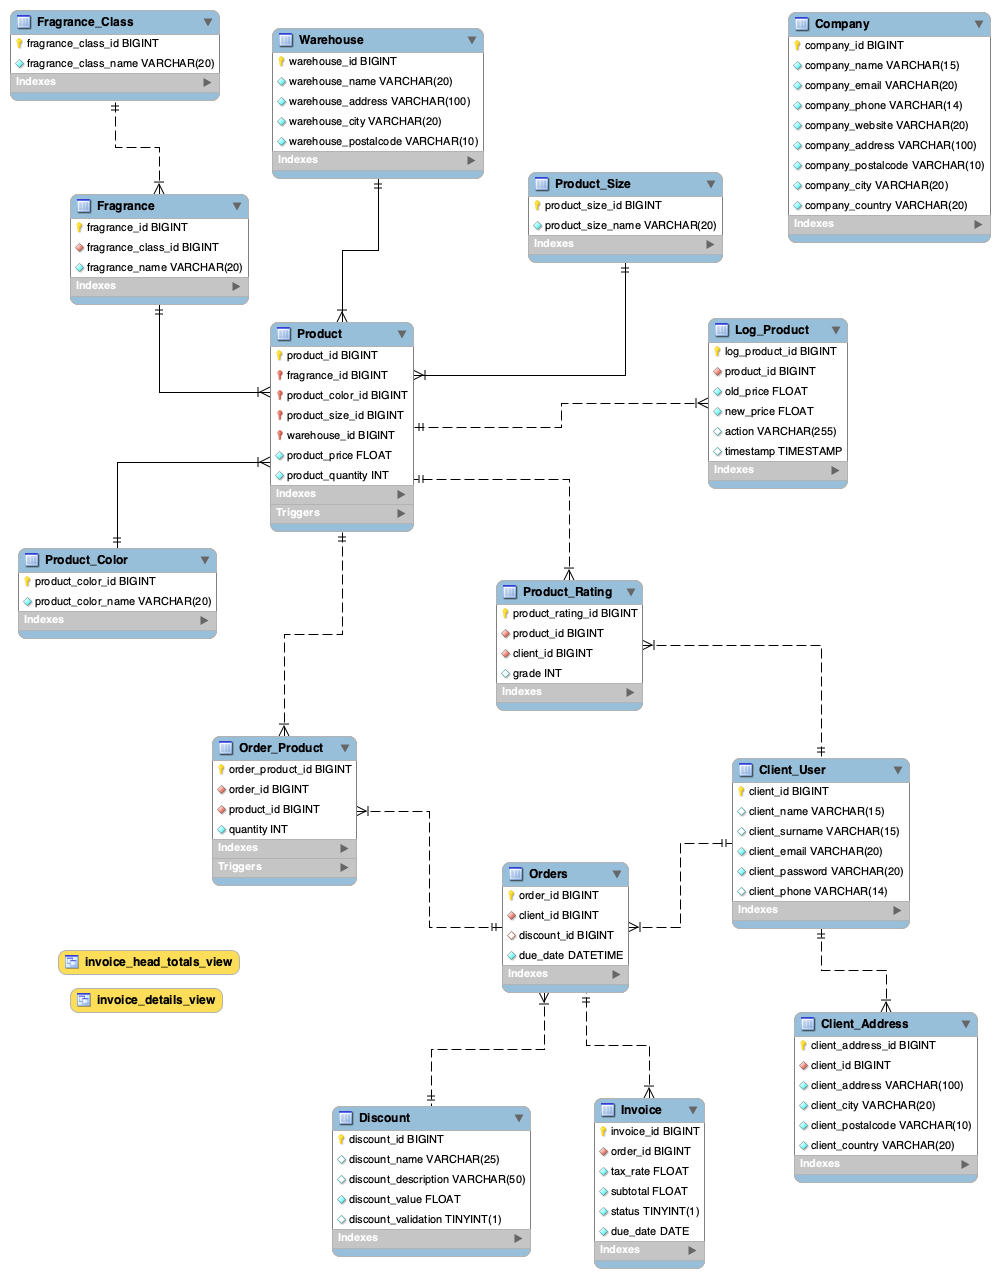 Fragrance_Class
fragrance_class_id BIGINT
fragrance_class_name VARCHAR(20)
Indexes
Warehouse
warehouse_id BIGINT
warehouse_name VARCHAR(20)
warehouse_address VARCHAR(100)
warehouse_city VARCHAR(20)
warehouse_postalcode VARCHAR(10)
Indexes
Company
company_id BIGINT
company_name VARCHAR(15)
company_email VARCHAR(20)
company_phone VARCHAR(14)
company_website VARCHAR(20)
company_address VARCHAR(100)
company_postalcode VARCHAR(10)
company_city VARCHAR(20)
company_country VARCHAR(20)
Indexes
Fragrance
fragrance_id BIGINT
fragrance_class_id BIGINT
fragrance_name VARCHAR(20)
Indexes
Product_Size
product_size_id BIGINT
product_size_name VARCHAR(20)
Indexes
Product
product_id BIGINT
fragrance_id BIGINT
product_color_id BIGINT
product_size_id BIGINT
warehouse_id BIGINT
product_price FLOAT
product_quantity INT
Indexes
Triggers
Log_Product
log_product_id BIGINT
product_id BIGINT
old_price FLOAT
new_price FLOAT
action VARCHAR(255)
timestamp TIMESTAMP
Indexes
Product_Color
product_color_id BIGINT
product_color_name VARCHAR(20)
Indexes
Product_Rating
product_rating_id BIGINT
product_id BIGINT
client_id BIGINT
grade INT
Indexes
Order_Product
order_product_id BIGINT
order_id BIGINT
product_id BIGINT
quantity INT
Indexes
Triggers
Client_User
client_id BIGINT
client_name VARCHAR(15)
client_surname VARCHAR(15)
client_email VARCHAR(20)
client_password VARCHAR(20)
client_phone VARCHAR(14)
Indexes
Orders
order_id BIGINT
client_id BIGINT
discount_id BIGINT
due_date DATETIME
Indexes
invoice_head_totals_view
invoice_details_view
Client_Address
client_address_id BIGINT
client_id BIGINT
client_address VARCHAR(100)
client_city VARCHAR(20)
client_postalcode VARCHAR(10)
client_country VARCHAR(20)
Indexes
Discount
discount_id BIGINT
discount_name VARCHAR(25)
discount_description VARCHAR(50)
discount_value FLOAT
discount_validation TINYINT(1)
Indexes
Invoice
invoice_id BIGINT
order_id BIGINT
tax_rate FLOAT
subtotal FLOAT
status TINYINT(1)
due_date DATE
Indexes